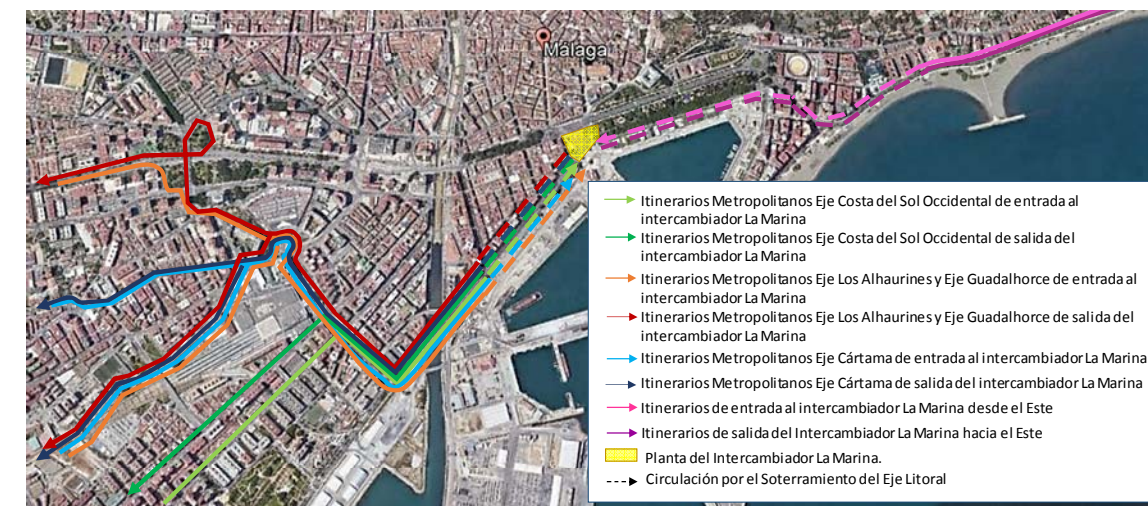 Málaga
Itinerarios Metropolitanos Eje Costa del Sol Occidental de entrada al
intercambiador La Marina
Itinerarios Metropolitanos Eje Costa del Sol Occidental de salida del
intercambiador La Marina
Itinerarios Metropolitanos Eje Los Alhaurines y Eje Guadalhorce de entrada al
intercambiador La Marina
Itinerarios Metropolitanos Eje Los Alhaurines y Eje Guadalhorce de salida del
intercambiador La Marina
Itinerarios Metropolitanos Eje Cártama de entrada al intercambiador La Marina
Itinerarios Metropolitanos Eje Cártama de salida del intercambiador La Marina
Itinerarios de entrada al intercambiador La Marina desde el Este
Itinerarios de salida del Intercambiador La Marina hacia el Este
Planta del Intercambiador La Marina.
Circulación por el Soterramiento del Eje Litoral